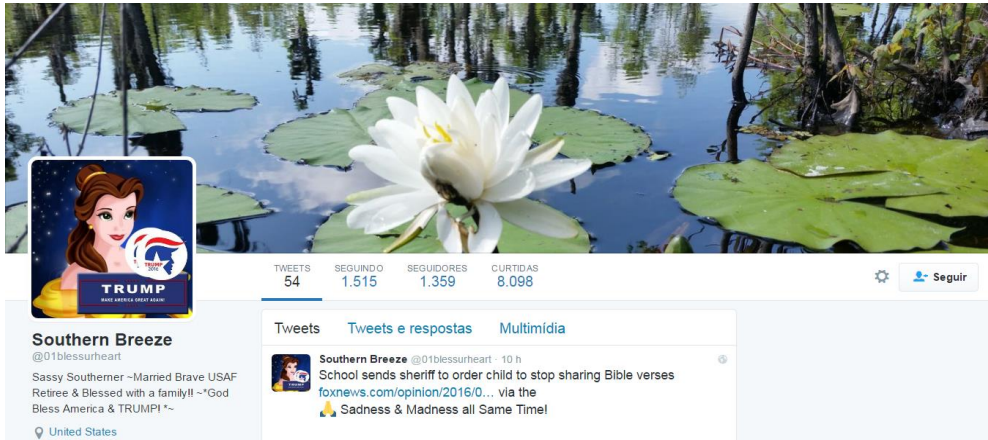 TRUMP
2016
TRUMP
MAKE AMERICA GREAT AGAIN!
TWEETS
54
SEGUINDO
1.515
SEGUIDORES
1.359
CURTIDAS
8.098
Seguir
Southern Breeze
@01blessurheart
Sassy Southerner ~Married Brave USAF
Retiree & Blessed with a family!! ~*God
Bless America & TRUMP! *~
United States
Tweets Tweets e respostas Multimídia
Southern Breeze @01blessurheart · 10 h
School sends sheriff to order child to stop sharing Bible verses
foxnews.com/opinion/2016/0... via the
🙏 Sadness & Madness all Same Time!